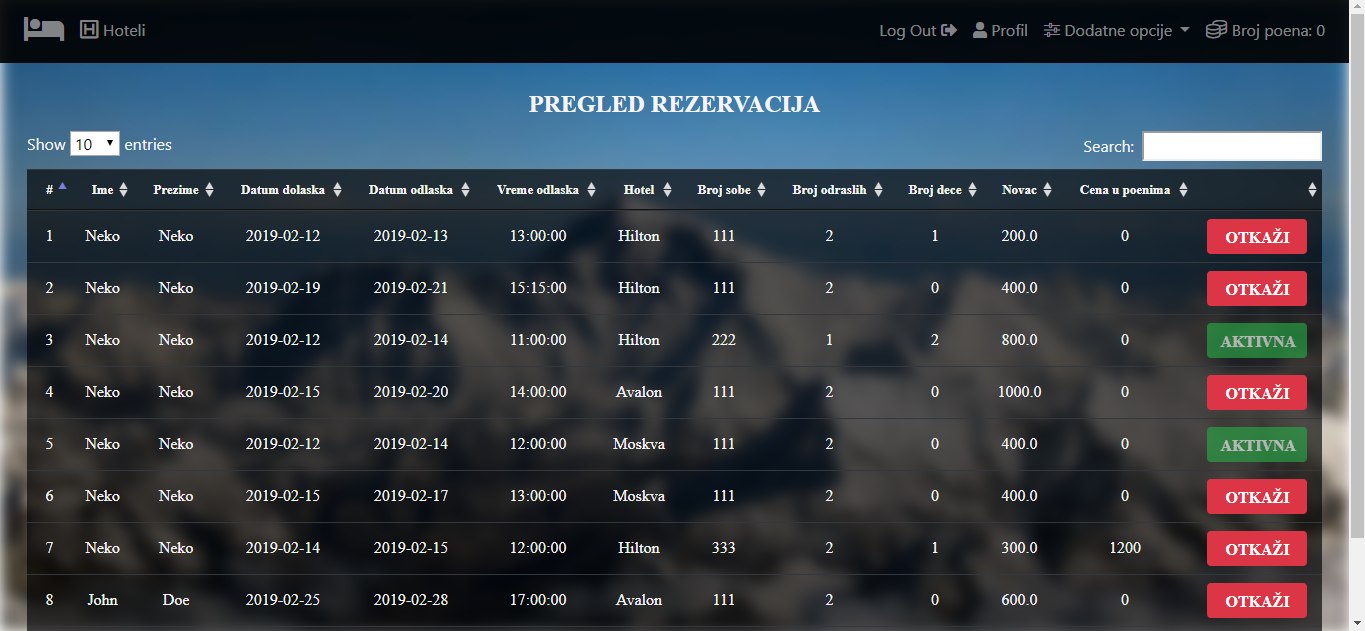 Hoteli Log Out Profil Dodatne opcije Broj poena: 0
PREGLED REZERVACIJA
Show 10 entries Search:
# Ime Prezime Datum dolaska Datum odlaska Vreme odlaska Hotel Broj sobe Broj odraslih Broj dece Novac Cena u poenima
1 Neko Neko 2019-02-12 2019-02-13 13:00:00 Hilton 111 2 1 200.0 0 OTKAŽI
2 Neko Neko 2019-02-19 2019-02-21 15:15:00 Hilton 111 2 0 400.0 0 OTKAŽI
3 Neko Neko 2019-02-12 2019-02-14 11:00:00 Hilton 222 1 2 800.0 0 AKTIVNA
4 Neko Neko 2019-02-15 2019-02-20 14:00:00 Avalon 111 2 0 1000.0 0 OTKAŽI
5 Neko Neko 2019-02-12 2019-02-14 12:00:00 Moskva 111 2 0 400.0 0 AKTIVNA
6 Neko Neko 2019-02-15 2019-02-17 13:00:00 Moskva 111 2 0 400.0 0 OTKAŽI
7 Neko Neko 2019-02-14 2019-02-15 12:00:00 Hilton 333 2 1 300.0 1200 OTKAŽI
8 John Doe 2019-02-25 2019-02-28 17:00:00 Avalon 111 2 0 600.0 0 OTKAŽI